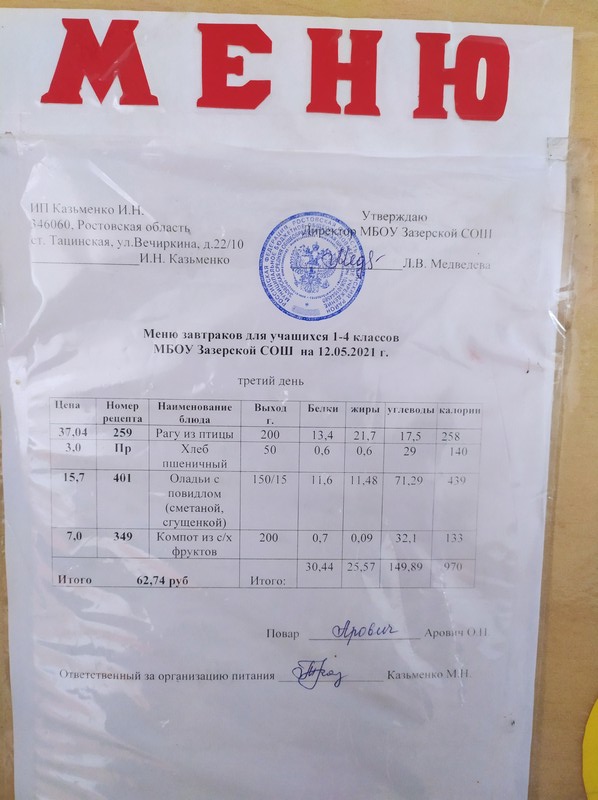 МЕНЮ
ИП Казьменко И.Н.
346060, Ростовская область
ст. Тацинская, ул.Вечиркина, д.22/10
И.Н. Казьменко
Утверждаю
Директор МБОУ Зазерской СОШ
Л.В. Медведева
Меню завтраков для учащихся 1-4 классов
МБОУ Зазерской СОШ на 12.05.2021 г.
третий день
Цена Номер рецепта Наименование блюда Выход г. Белки жиры углеводы калории
37,04 259 Рагу из птицы 200 13,4 21,7 17,5 258
3,0 Пр Хлеб пшеничный 50 0,6 0,6 29 140
15,7 401 Оладьи с повидлом (сметаной, сгущенкой) 150/15 11,6 11,48 71,29 439
7,0 349 Компот из с/х фруктов 200 0,7 0,09 32,1 133
Итого 62,74 руб Итого: 30,44 25,57 149,89 970
Повар Арович Арович О.П.
Ответственный за организацию питания Казьменко М.Н.